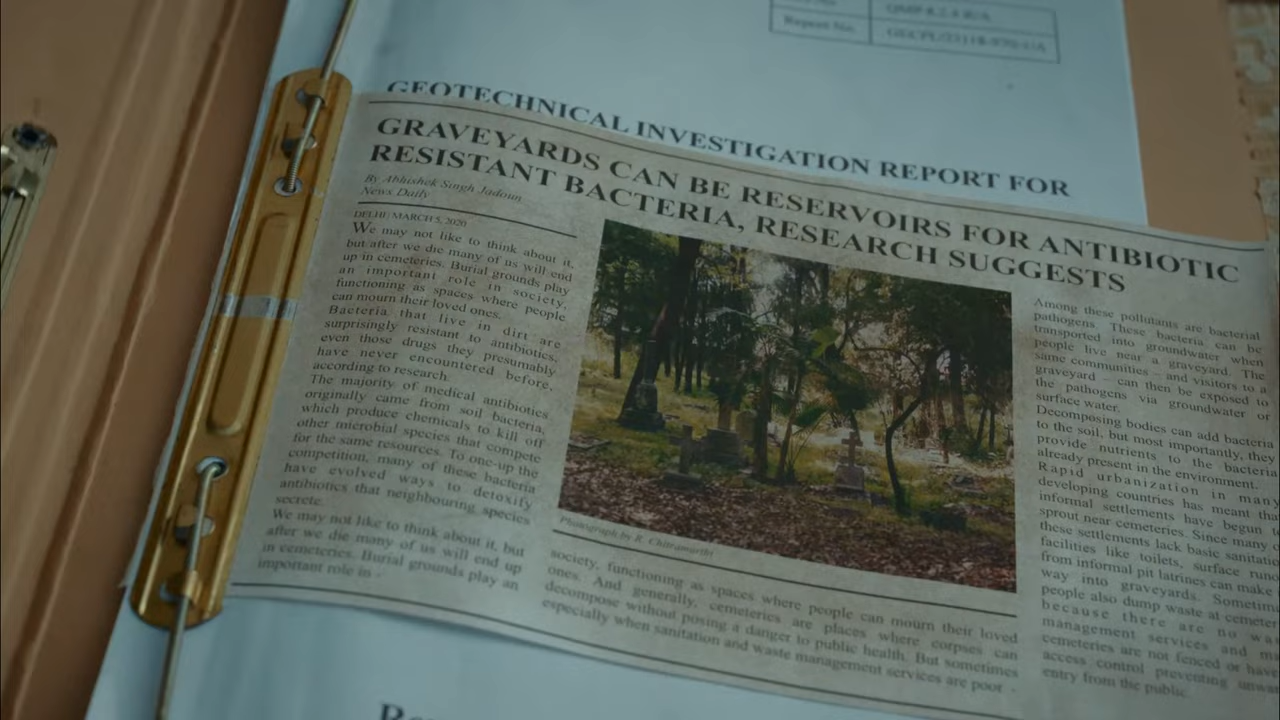 Report No.
GEOTECHNICAL INVESTIGATION REPORT FOR
GRAVEYARDS CAN BE RESERVOIRS FOR ANTIBIOTIC
RESISTANT BACTERIA, RESEARCH SUGGESTS
By Abhishek Singh Jadoun
News Daily
DELHI, MARCH 5, 2020
We may not like to think about it,
but after we die many of us will end
up in cemeteries. Burial grounds play
an important role in society,
functioning as spaces where people
can mourn their loved ones.
Bacteria that live in dirt are
surprisingly resistant to antibiotics,
even those drugs they presumably
have never encountered before,
according to research.
The majority of medical antibiotics
originally came from soil bacteria,
which produce chemicals to kill off
other microbial species that compete
for the same resources. To one-up the
competition, many of these bacteria
have evolved ways to detoxify
antibiotics that neighbouring species
secrete.
We may not like to think about it, but
after we die many of us will end up
in cemeteries. Burial grounds play an
important role in -
Photograph by R. Chitramurthi
society, functioning as spaces where people can mourn their loved
ones. And generally, cemeteries are places where corpses can
decompose without posing a danger to public health. But sometimes
especially when sanitation and waste management services are poor -
Among these pollutants are bacterial
pathogens. These bacteria can be
transported into groundwater when
people live near a graveyard. The
same communities – and visitors to a
graveyard – can then be exposed to
the pathogens via groundwater or
surface water.
Decomposing bodies can add bacteria
to the soil, but most importantly, they
provide nutrients to the bacteria
already present in the environment.
Rapid urbanization in many
developing countries has meant that
informal settlements have begun
sprout near cemeteries. Since many
these settlements lack basic sanitation
facilities like toilets, surface
from informal pit latrines can make
way into graveyards.
people also dump waste at
because there are no
management services and
cemeteries are not fenced or have
access control preventing
entry from the public.